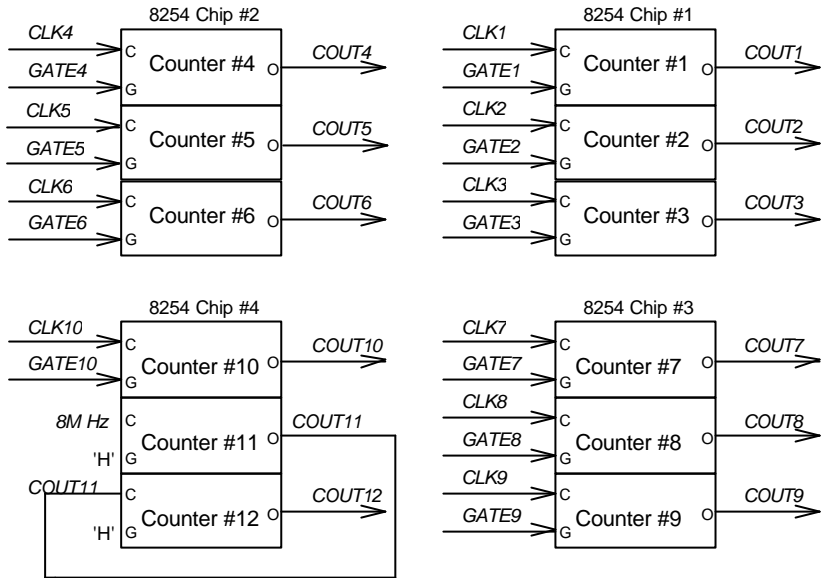 8254 Chip #2
CLK4
C
Counter #4
O
COUT4
GATE4
G
CLK5
C
Counter #5
O
COUT5
GATE5
G
CLK6
C
Counter #6
O
COUT6
GATE6
G
8254 Chip #1
CLK1
C
Counter #1
O
COUT1
GATE1
G
CLK2
C
Counter #2
O
COUT2
GATE2
G
CLK3
C
Counter #3
O
COUT3
GATE3
G
8254 Chip #4
CLK10
C
Counter #10
O
COUT10
GATE10
G
8M Hz
C
Counter #11
O
COUT11
'H'
G
COUT11
C
Counter #12
O
COUT12
'H'
G
8254 Chip #3
CLK7
C
Counter #7
O
COUT7
GATE7
G
CLK8
C
Counter #8
O
COUT8
GATE8
G
CLK9
C
Counter #9
O
COUT9
GATE9
G